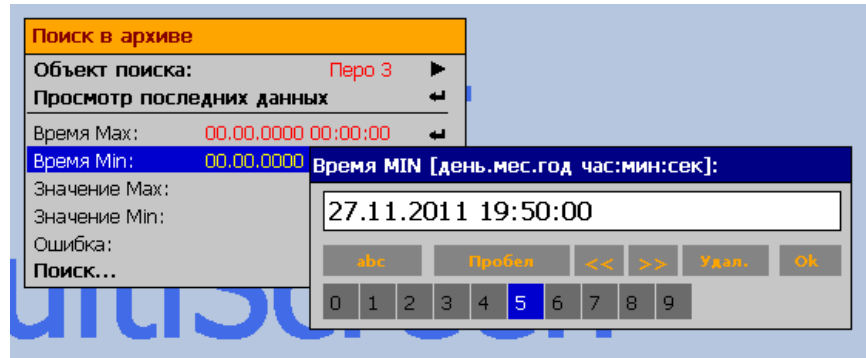 Поиск в архиве
Объект поиска: Перо 3
Просмотр последних данных
Время Max: 00.00.0000 00:00:00
Время Min: 00.00.0000
Значение Max:
Значение Min:
Ошибка:
Поиск...
Время MIN [день.мес.год час:мин:сек]:
27.11.2011 19:50:00
abc Пробел << >> Удал. Ok
0 1 2 3 4 5 6 7 8 9